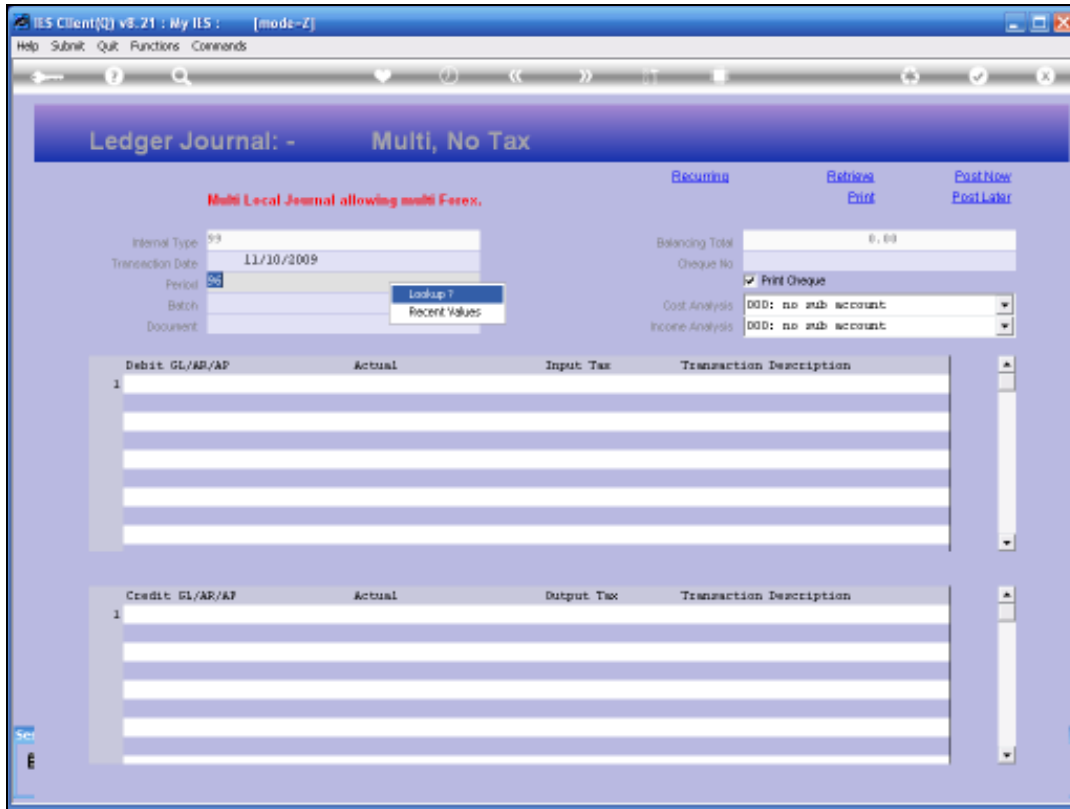 IES Client(Q) v8.21 : My IES : [mode-Z]
Help Submit Quit Functions Commands
Ledger Journal: - Multi, No Tax
Recurring Retrieve Post Now
Multi Local Journal allowing multi Forex. Print Post Later
Internal Type 99 Balancing Total 0.00
Transaction Date 11/10/2009 Cheque No
Period 96 Print Cheque
Lookup ?
Batch Cost Analysis 000: no sub account
Recent Values
Document Income Analysis 000: no sub account
Debit GL/AR/AP Actual Input Tax Transaction Description
1
Credit GL/AR/AP Actual Output Tax Transaction Description
1